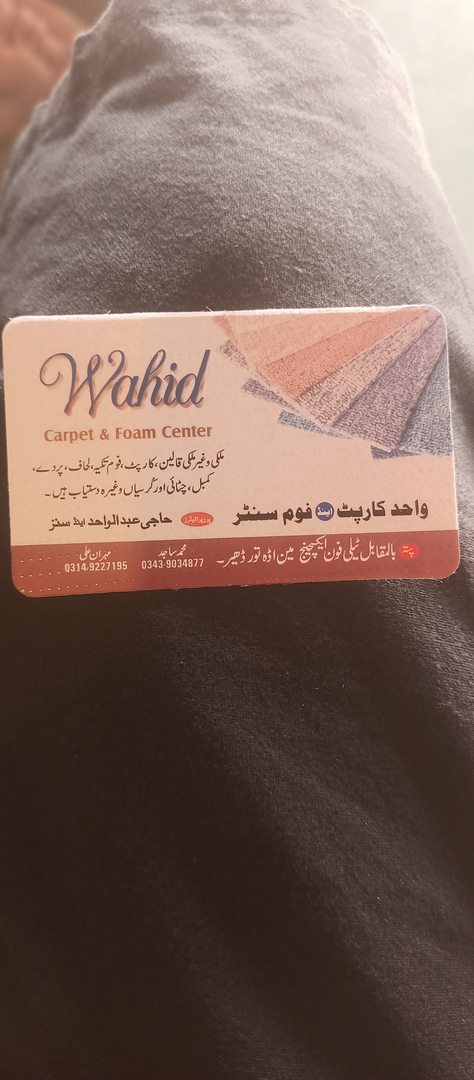 Wahid
Carpet & Foam Center
ملکی و غیر ملکی قالین، کارپٹ، فوم تکیہ، لحاف، پردے،
کمبل، چٹائی اور گرسیاں وغیرہ دستیاب ہیں۔
واحد کارپٹ اینڈ فوم سنٹر
پروپرائیٹرز حاجی عبدالواحد اینڈ سنز
پتہ بالمقابل ٹیلی فون ایکسچینج مین اڈہ تور ڈھیر۔
محمد ساجد
0343-9034877
مہران علی
0314-9227195